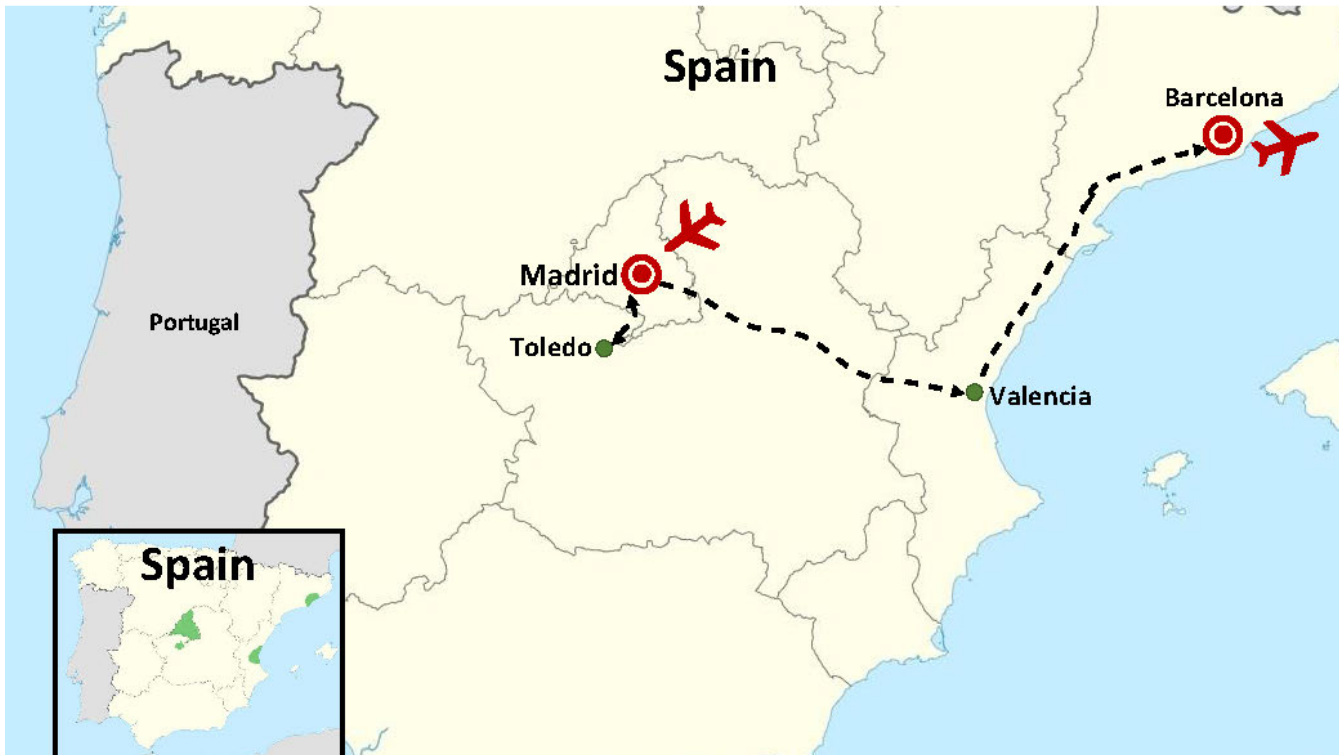 Spain
Barcelona
Madrid
Portugal
Toledo
Valencia
Spain